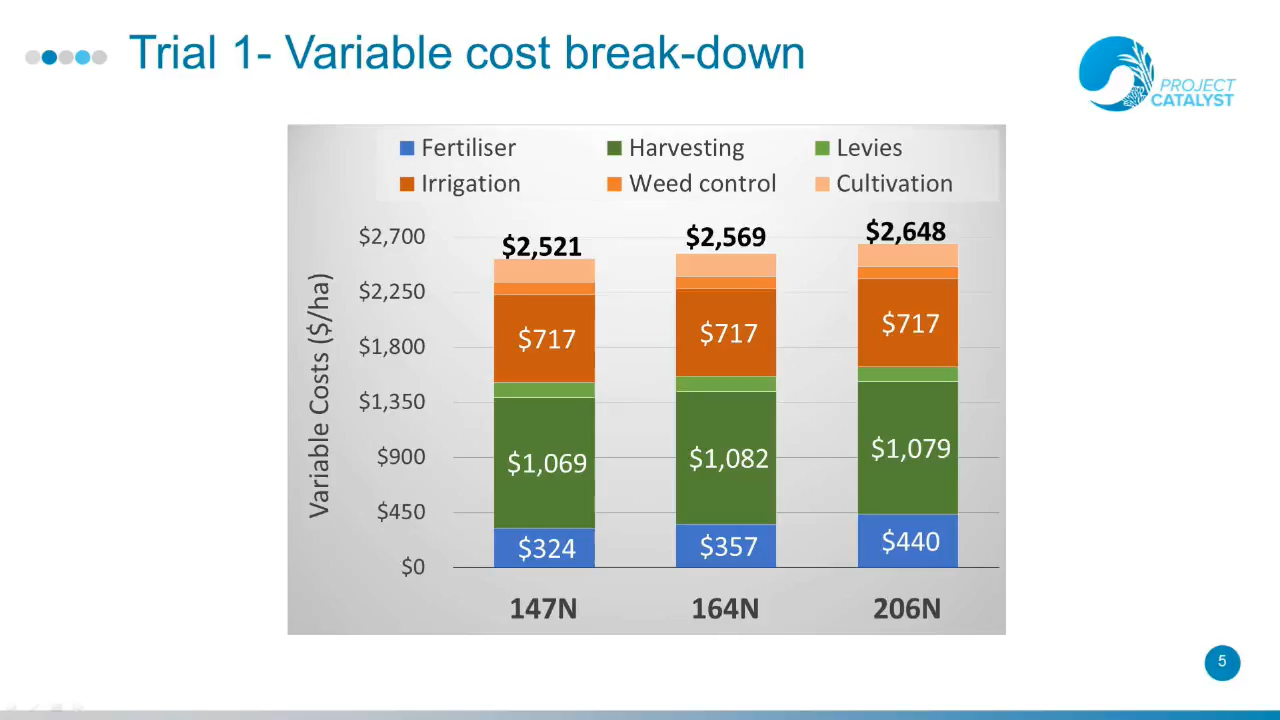 Trial 1- Variable cost break-down
PROJECT
CATALYST
Fertiliser Harvesting Levies
Irrigation Weed control Cultivation
Variable Costs ($/ha)
$2,700
$2,250
$1,800
$1,350
$900
$450
$0
$2,521 $2,569 $2,648
$717 $717 $717
$1,069 $1,082 $1,079
$324 $357 $440
147N 164N 206N
5